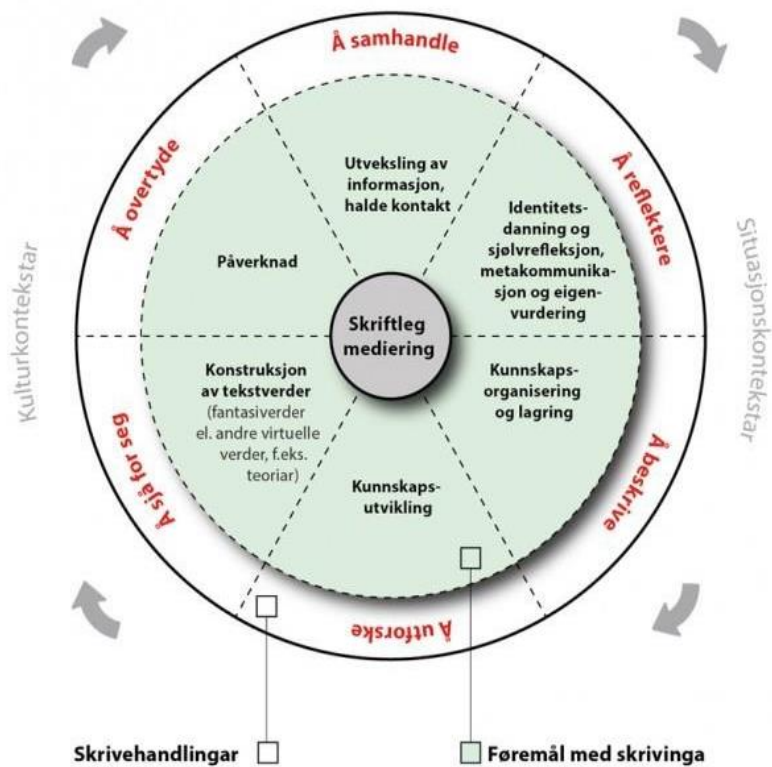 Å samhandle
Å reflektere
Å beskrive
Å utforske
Å sjå for seg
Å overtyde
Kulturkontekstar
Situasjonskontekstar
Utveksling av
informasjon,
halde kontakt
Identitets-
danning og
sjølvrefleksjon,
metakommunika-
sjon og eigen-
vurdering
Kunnskaps-
organisering
og lagring
Kunnskaps-
utvikling
Konstruksjon
av tekstverder
(fantasiverder
el. andre virtuelle
verder, f.eks.
teoriar)
Påverknad
Skriftleg
mediering
Skrivehandlingar
Føremål med skrivinga